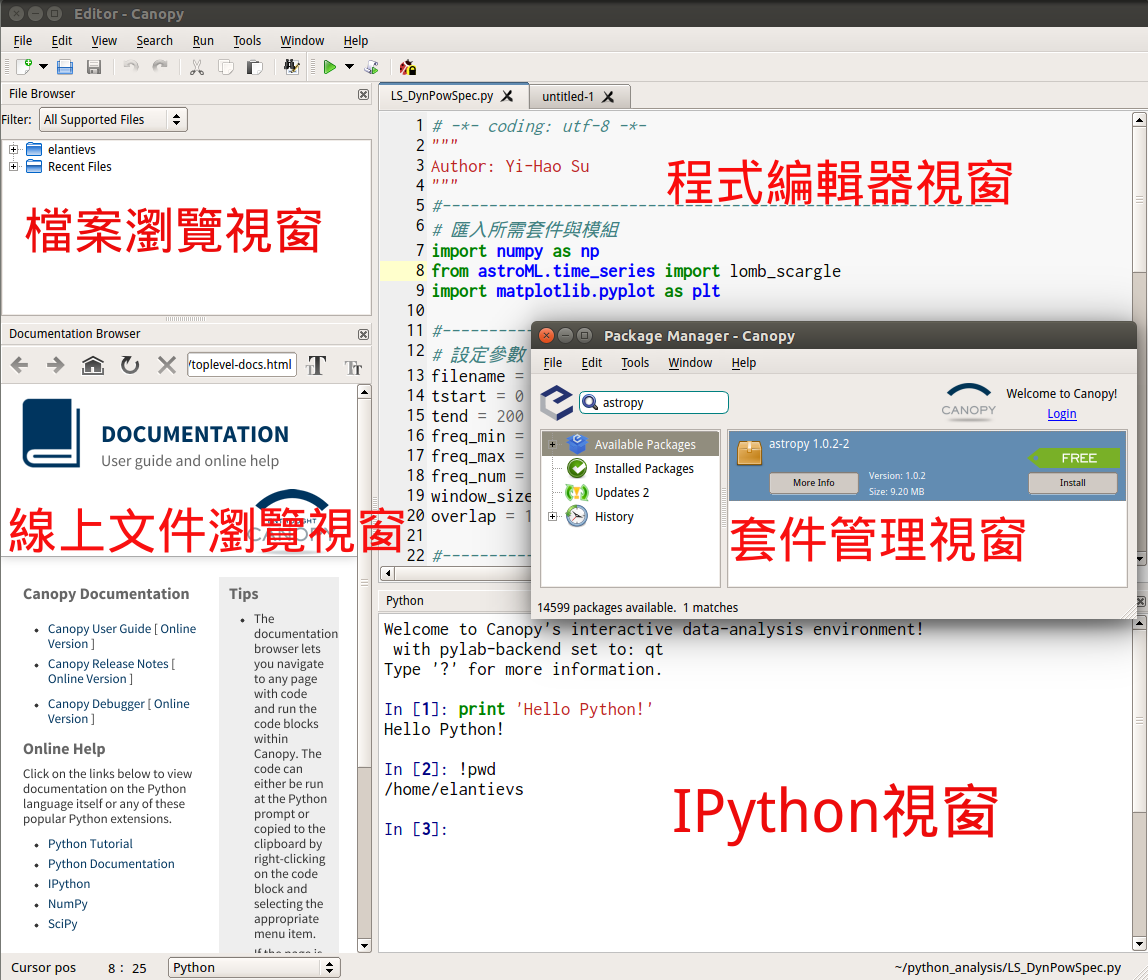 Editor - Canopy
File Edit View Search Run Tools Window Help
File Browser
Filter: All Supported Files
elantievs
Recent Files
檔案瀏覽視窗
Documentation Browser
/toplevel-docs.html
DOCUMENTATION
User guide and online help
線上文件瀏覽視窗
Canopy Documentation
Canopy User Guide [ Online
Version ]
Canopy Release Notes [
Online Version ]
Canopy Debugger [ Online
Version ]
Online Help
Click on the links below to view
documentation on the Python
language itself or any of these
popular Python extensions.
Python Tutorial
Python Documentation
IPython
NumPy
SciPy
Tips
The
documentation
browser lets
you navigate
to any page
with code
and run the
code blocks
within
Canopy. The
code can
either be run
at the Python
prompt or
copied to the
clipboard by
right-clicking
on the code
block and
selecting the
appropriate
menu item.
If the page is
LS_DynPowSpec.py untitled-1
1 # -*- coding: utf-8 -*-
2 """
3 Author: Yi-Hao Su
4 """
5 #-----------------------------------------------------------
6 # 匯入所需套件與模組
7 import numpy as np
8 from astroML.time_series import lomb_scargle
9 import matplotlib.pyplot as plt
10
11 #----------
12 # 設定參數
13 filename =
14 tstart = 0
15 tend = 200
16 freq_min =
17 freq_max =
18 freq_num =
19 window_size
20 overlap = 1
21
22 #----------
程式編輯器視窗
Package Manager - Canopy
File Edit Tools Window Help
astropy
CANOPY
Welcome to Canopy!
Login
Available Packages
Installed Packages
Updates 2
History
astropy 1.0.2-2
FREE
More Info
Version: 1.0.2
Size: 9.20 MB
Install
套件管理視窗
14599 packages available. 1 matches
Python
Welcome to Canopy's interactive data-analysis environment!
with pylab-backend set to: qt
Type '?' for more information.
In [1]: print 'Hello Python!'
Hello Python!
In [2]: !pwd
/home/elantievs
In [3]:
IPython視窗
Cursor pos 8 : 25 Python ~/python_analysis/LS_DynPowSpec.py